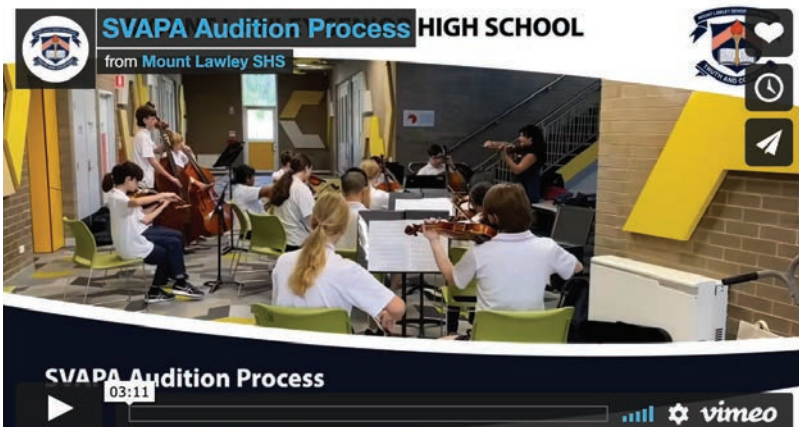 SVAPA Audition Process HIGH SCHOOL
from Mount Lawley SHS
SVAPA Audition Process
03:11
vimeo